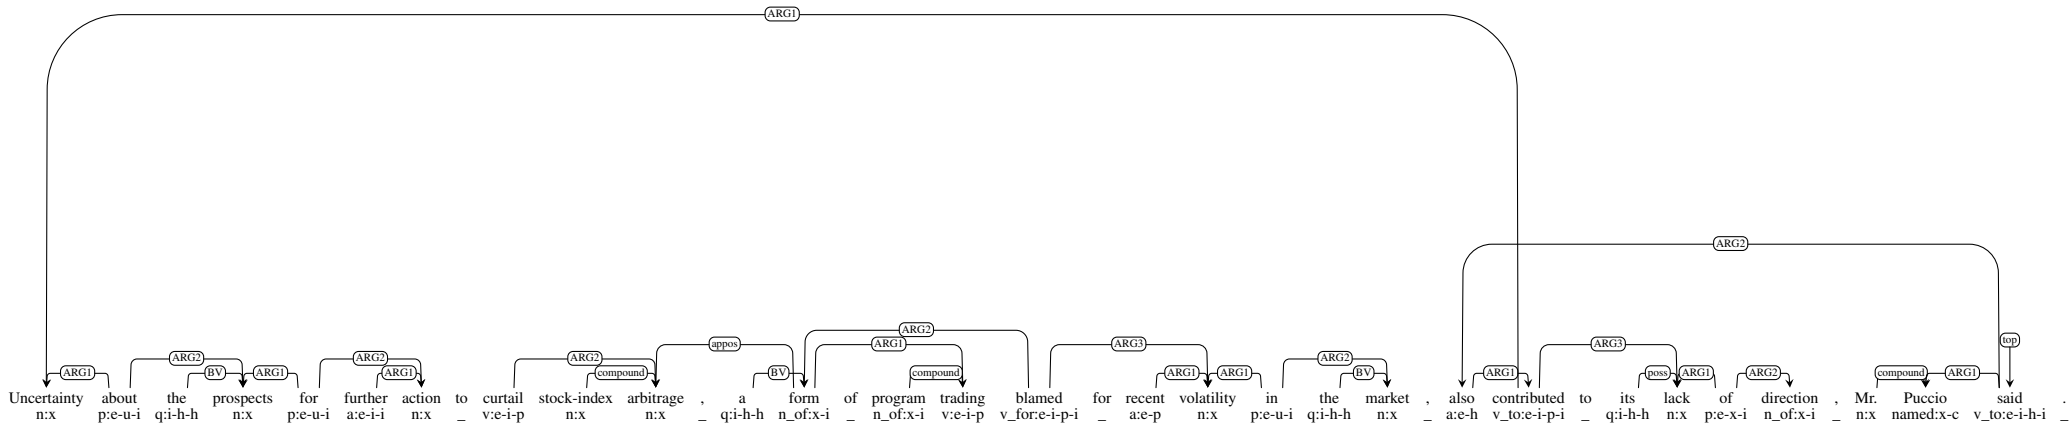 ARG1
ARG2
ARG2
top
appos ARG1 ARG3 ARG3
ARG2 ARG2 ARG2 ARG2
ARG1 BV ARG1 ARG1 compound BV compound ARG1 ARG1 BV ARG1 poss ARG1 ARG2 compound ARG1
Uncertainty about the prospects for further action to curtail stock-index arbitrage , a form of program trading blamed for recent volatility in the market , also contributed to its lack of direction , Mr. Puccio said .
n:x p:e-u-i q:i-h-h n:x p:e-u-i a:e-i-i n:x _ v:e-i-p n:x n:x _ q:i-h-h n_of:x-i _ n_of:x-i v:e-i-p v_for:e-i-p-i _ a:e-p n:x p:e-u-i q:i-h-h n:x _ a:e-h v_to:e-i-p-i _ q:i-h-h n:x p:e-x-i n_of:x-i _ n:x named:x-c v_to:e-i-h-i _